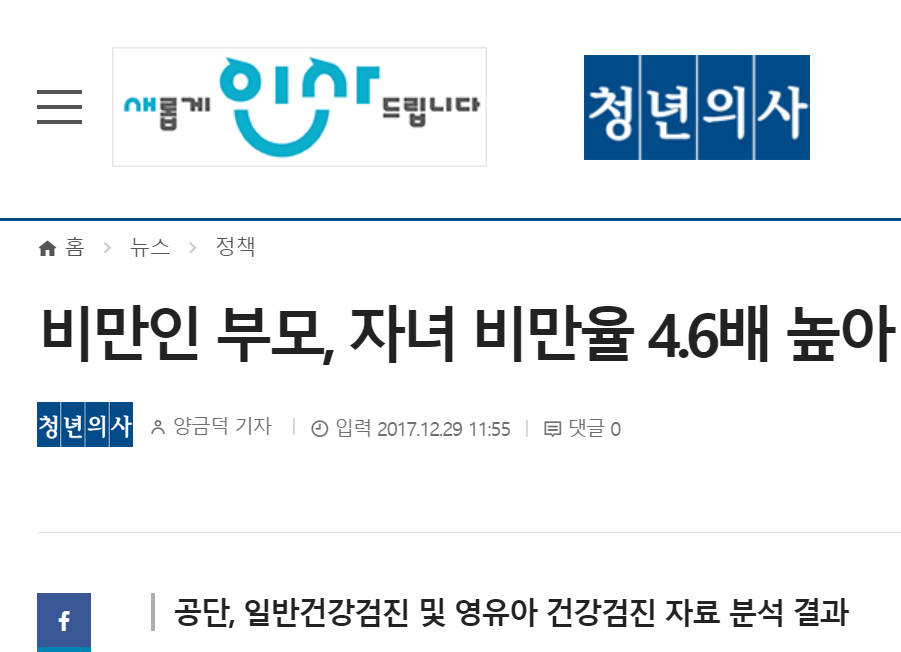 새롭게 인사 드립니다
청년의사
홈 > 뉴스 > 정책
비만인 부모, 자녀 비만율 4.6배 높아
청년의사 양금덕 기자 | 입력 2017.12.29 11:55 | 댓글 0
f
공단, 일반건강검진 및 영유아 건강검진 자료 분석 결과